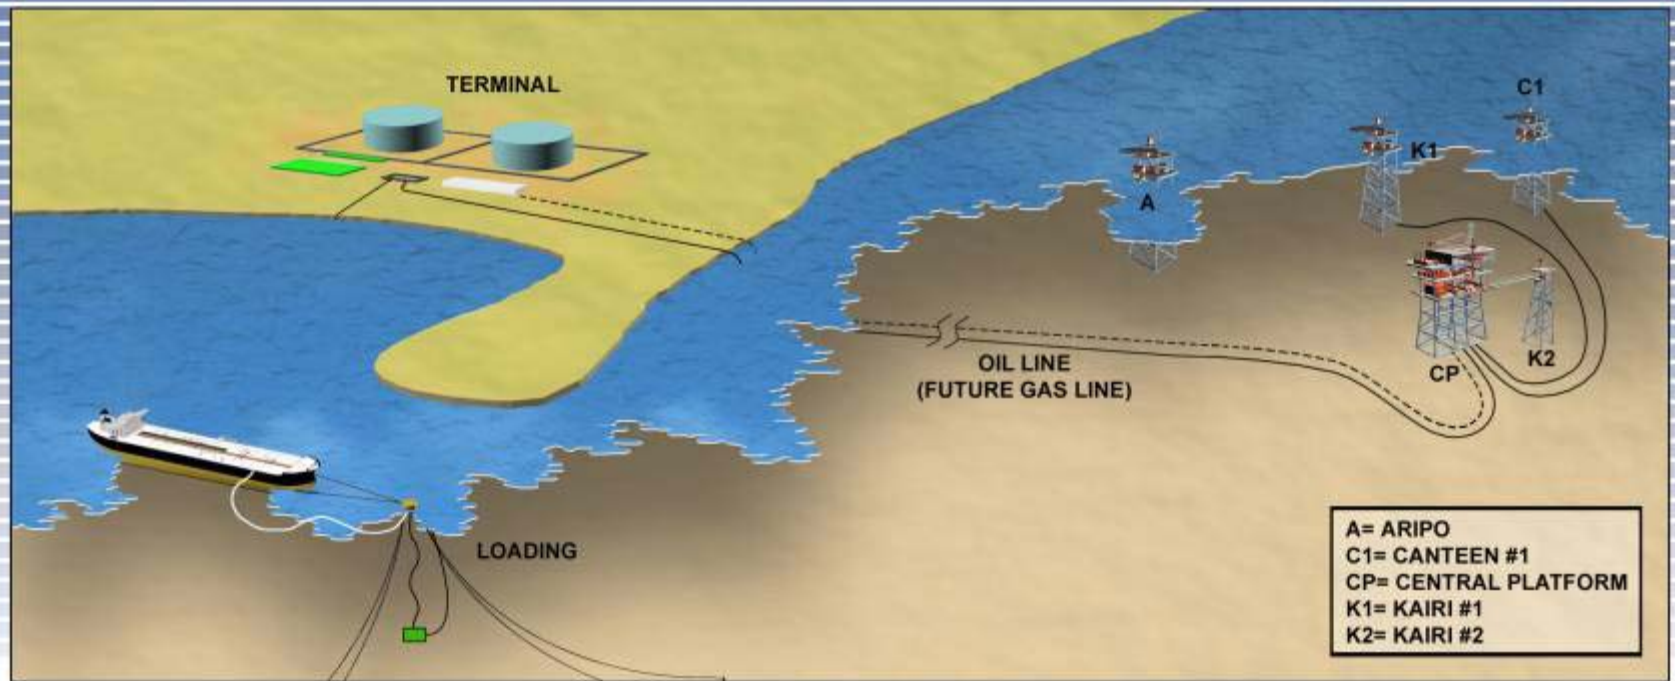 TERMINAL
C1
K1
A
OIL LINE
(FUTURE GAS LINE)
CP
K2
LOADING
A= ARIPO
C1= CANTEEN #1
CP= CENTRAL PLATFORM
K1= KAIRI #1
K2= KAIRI #2